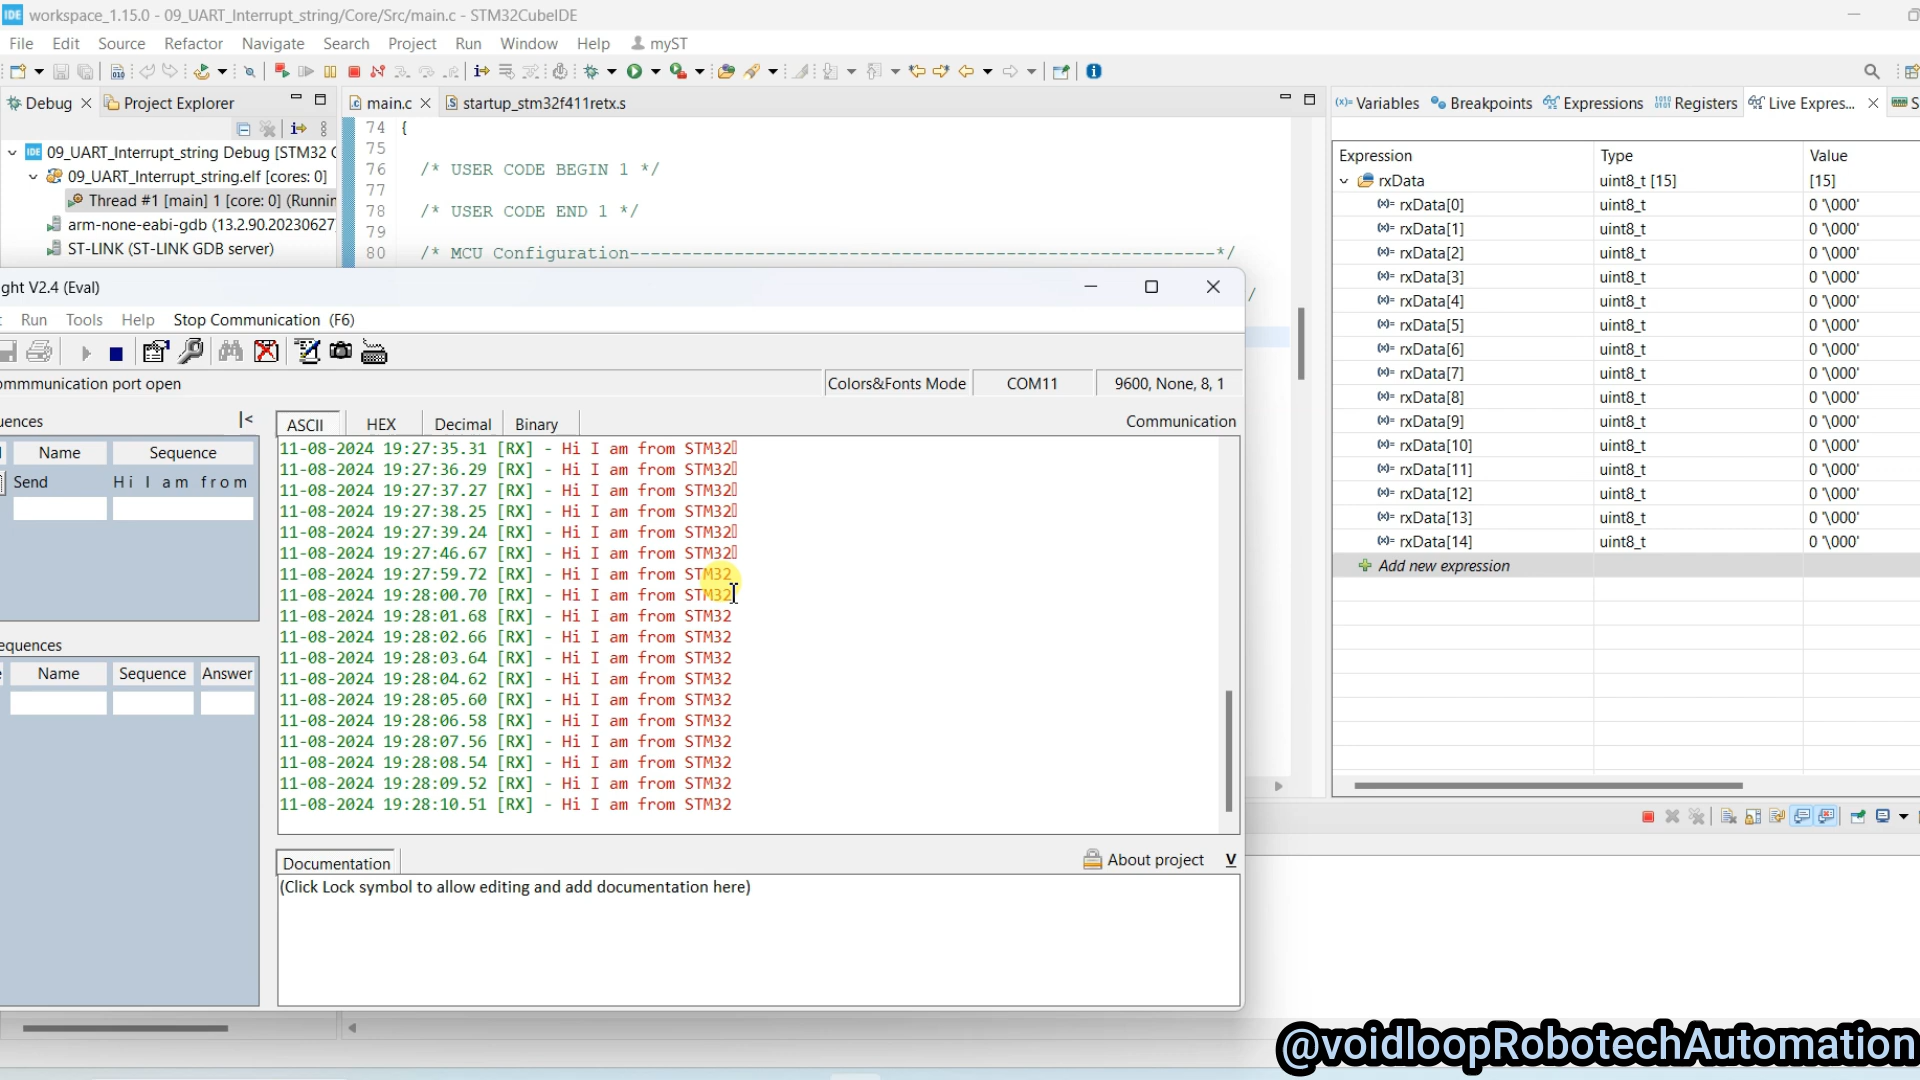 IDE workspace_1.15.0 - 09_UART_Interrupt_string/Core/Src/main.c - STM32CubeIDE
File Edit Source Refactor Navigate Search Project Run Window Help myST
Debug Project Explorer
main.c startup_stm32f411retx.s
Variables Breakpoints Expressions Registers Live Expres... S
09_UART_Interrupt_string Debug [STM32 C
09_UART_Interrupt_string.elf [cores: 0]
Thread #1 [main] 1 [core: 0] (Runnin
arm-none-eabi-gdb (13.2.90.20230627
ST-LINK (ST-LINK GDB server)
74 {
75
76 /* USER CODE BEGIN 1 */
77
78 /* USER CODE END 1 */
79
80 /* MCU Configuration--------------------------------------------------------*/
/
Expression Type Value
rxData uint8_t [15] [15]
(x)= rxData[0] uint8_t 0 '\000'
(x)= rxData[1] uint8_t 0 '\000'
(x)= rxData[2] uint8_t 0 '\000'
(x)= rxData[3] uint8_t 0 '\000'
(x)= rxData[4] uint8_t 0 '\000'
(x)= rxData[5] uint8_t 0 '\000'
(x)= rxData[6] uint8_t 0 '\000'
(x)= rxData[7] uint8_t 0 '\000'
(x)= rxData[8] uint8_t 0 '\000'
(x)= rxData[9] uint8_t 0 '\000'
(x)= rxData[10] uint8_t 0 '\000'
(x)= rxData[11] uint8_t 0 '\000'
(x)= rxData[12] uint8_t 0 '\000'
(x)= rxData[13] uint8_t 0 '\000'
(x)= rxData[14] uint8_t 0 '\000'
Add new expression
ght V2.4 (Eval)
Run Tools Help Stop Communication (F6)
ommmunication port open
Colors&Fonts Mode COM11 9600, None, 8, 1
uences
Name Sequence
Send Hi I am from
equences
Name Sequence Answer
ASCII HEX Decimal Binary Communication
11-08-2024 19:27:35.31 [RX] - Hi I am from STM32
11-08-2024 19:27:36.29 [RX] - Hi I am from STM32
11-08-2024 19:27:37.27 [RX] - Hi I am from STM32
11-08-2024 19:27:38.25 [RX] - Hi I am from STM32
11-08-2024 19:27:39.24 [RX] - Hi I am from STM32
11-08-2024 19:27:46.67 [RX] - Hi I am from STM32
11-08-2024 19:27:59.72 [RX] - Hi I am from STM32
11-08-2024 19:28:00.70 [RX] - Hi I am from STM32
11-08-2024 19:28:01.68 [RX] - Hi I am from STM32
11-08-2024 19:28:02.66 [RX] - Hi I am from STM32
11-08-2024 19:28:03.64 [RX] - Hi I am from STM32
11-08-2024 19:28:04.62 [RX] - Hi I am from STM32
11-08-2024 19:28:05.60 [RX] - Hi I am from STM32
11-08-2024 19:28:06.58 [RX] - Hi I am from STM32
11-08-2024 19:28:07.56 [RX] - Hi I am from STM32
11-08-2024 19:28:08.54 [RX] - Hi I am from STM32
11-08-2024 19:28:09.52 [RX] - Hi I am from STM32
11-08-2024 19:28:10.51 [RX] - Hi I am from STM32
Documentation About project V
(Click Lock symbol to allow editing and add documentation here)
@voidloopRobotechAutomation